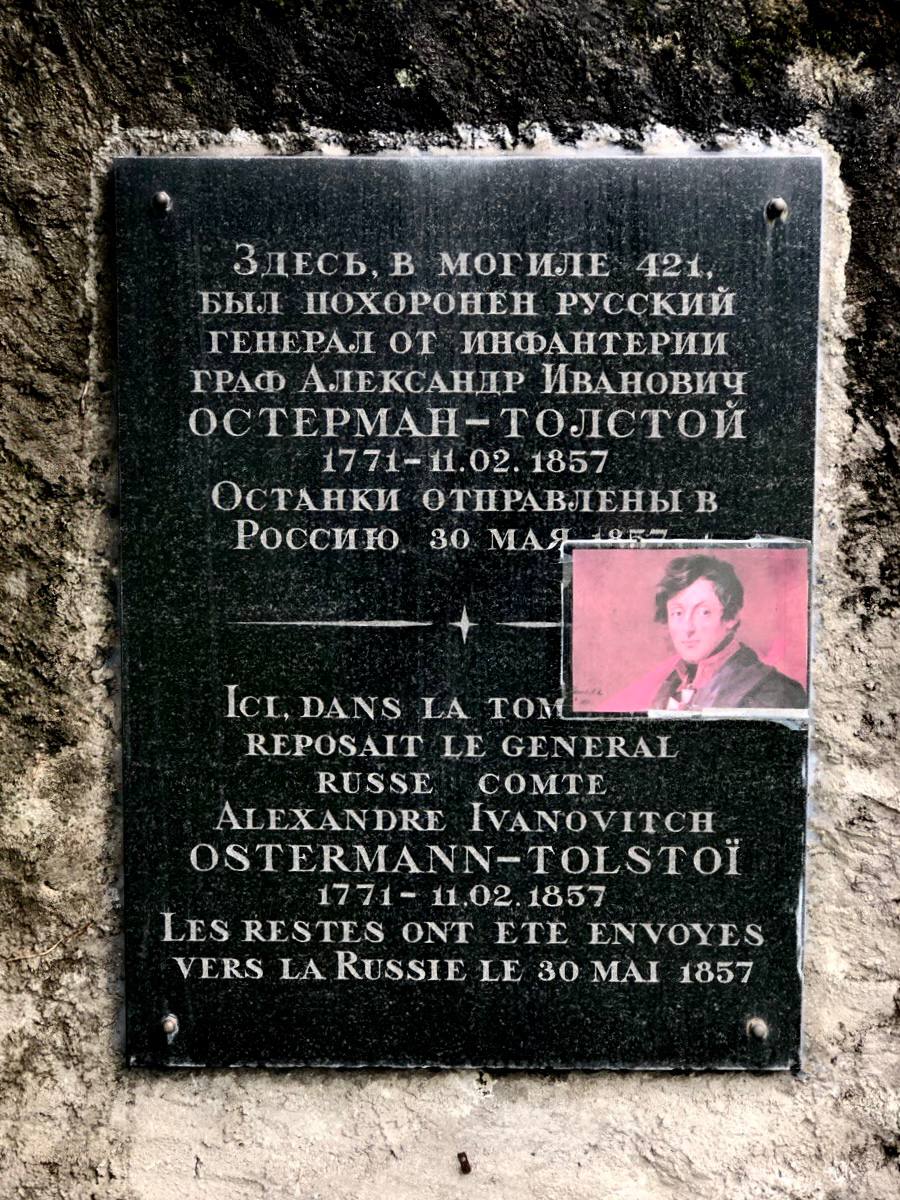 Здесь, в могиле 421,
был похоронен русский
генерал от инфантерии
граф Александр Иванович
ОСТЕРМАН-ТОЛСТОЙ
1771-11.02.1857
Останки отправлены в
Россию 30 мая 1857
Ici, dans la
reposait le general
russe comte
Alexandre Ivanovitch
OSTERMANN-TOLSTOÏ
1771-11.02.1857
Les restes ont ete envoyes
vers la Russie le 30 mai 1857